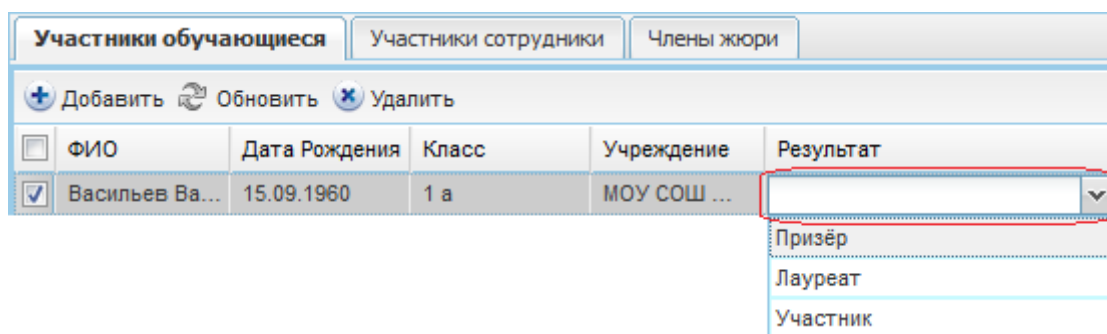 Участники обучающиеся Участники сотрудники Члены жюри
Добавить Обновить Удалить
ФИО Дата Рождения Класс Учреждение Результат
Васильев Ва... 15.09.1960 1 а МОУ СОШ ...
Призёр
Лауреат
Участник